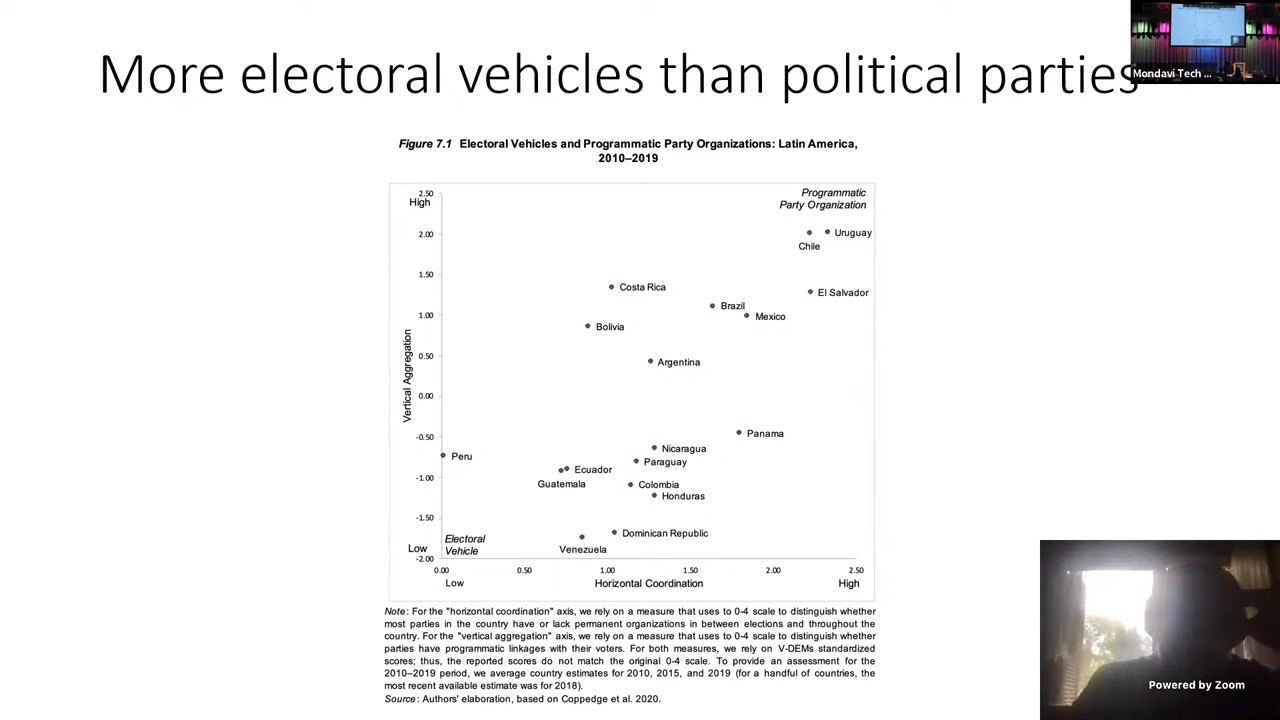 More electoral vehicles than political parties
Mondavi Tech ...
Figure 7.1 Electoral Vehicles and Programmatic Party Organizations: Latin America,
2010–2019
2.50
High
2.00
1.50
1.00
0.50
0.00
-0.50
-1.00
-1.50
Low
-2.00
Vertical Aggregation
Programmatic
Party Organization
Uruguay
Chile
El Salvador
Costa Rica
Brazil
Mexico
Bolivia
Argentina
Panama
Nicaragua
Peru
Paraguay
Ecuador
Guatemala
Colombia
Honduras
Dominican Republic
Venezuela
Electoral
Vehicle
0.00 0.50 1.00 1.50 2.00 2.50
Low Horizontal Coordination High
Note: For the "horizontal coordination" axis, we rely on a measure that uses to 0-4 scale to distinguish whether
most parties in the country have or lack permanent organizations in between elections and throughout the
country. For the "vertical aggregation" axis, we rely on a measure that uses to 0-4 scale to distinguish whether
parties have programmatic linkages with their voters. For both measures, we rely on V-DEMs standardized
scores; thus, the reported scores do not match the original 0-4 scale. To provide an assessment for the
2010–2019 period, we average country estimates for 2010, 2015, and 2019 (for a handful of countries, the
most recent available estimate was for 2018).
Source: Authors' elaboration, based on Coppedge et al. 2020.
Powered by Zoom